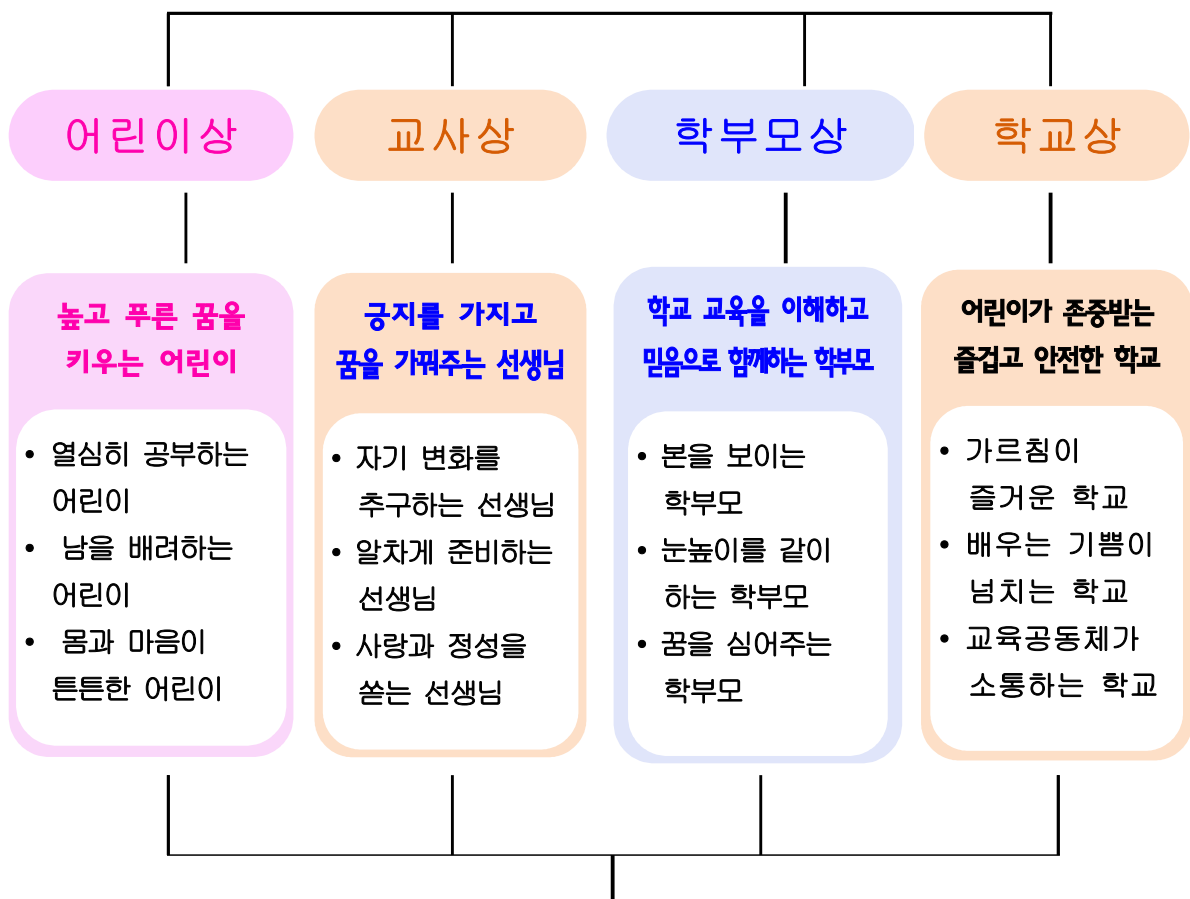 어린이상
교사상
학부모상
학교상
높고 푸른 꿈을
키우는 어린이
• 열심히 공부하는
어린이
• 남을 배려하는
어린이
• 몸과 마음이
튼튼한 어린이
긍지를 가지고
꿈을 가꿔주는 선생님
• 자기 변화를
추구하는 선생님
• 알차게 준비하는
선생님
• 사랑과 정성을
쏟는 선생님
학교 교육을 이해하고
믿음으로 함께하는 학부모
• 본을 보이는
학부모
• 눈높이를 같이
하는 학부모
• 꿈을 심어주는
학부모
어린이가 존중받는
즐겁고 안전한 학교
• 가르침이
즐거운 학교
• 배우는 기쁨이
넘치는 학교
• 교육공동체가
소통하는 학교